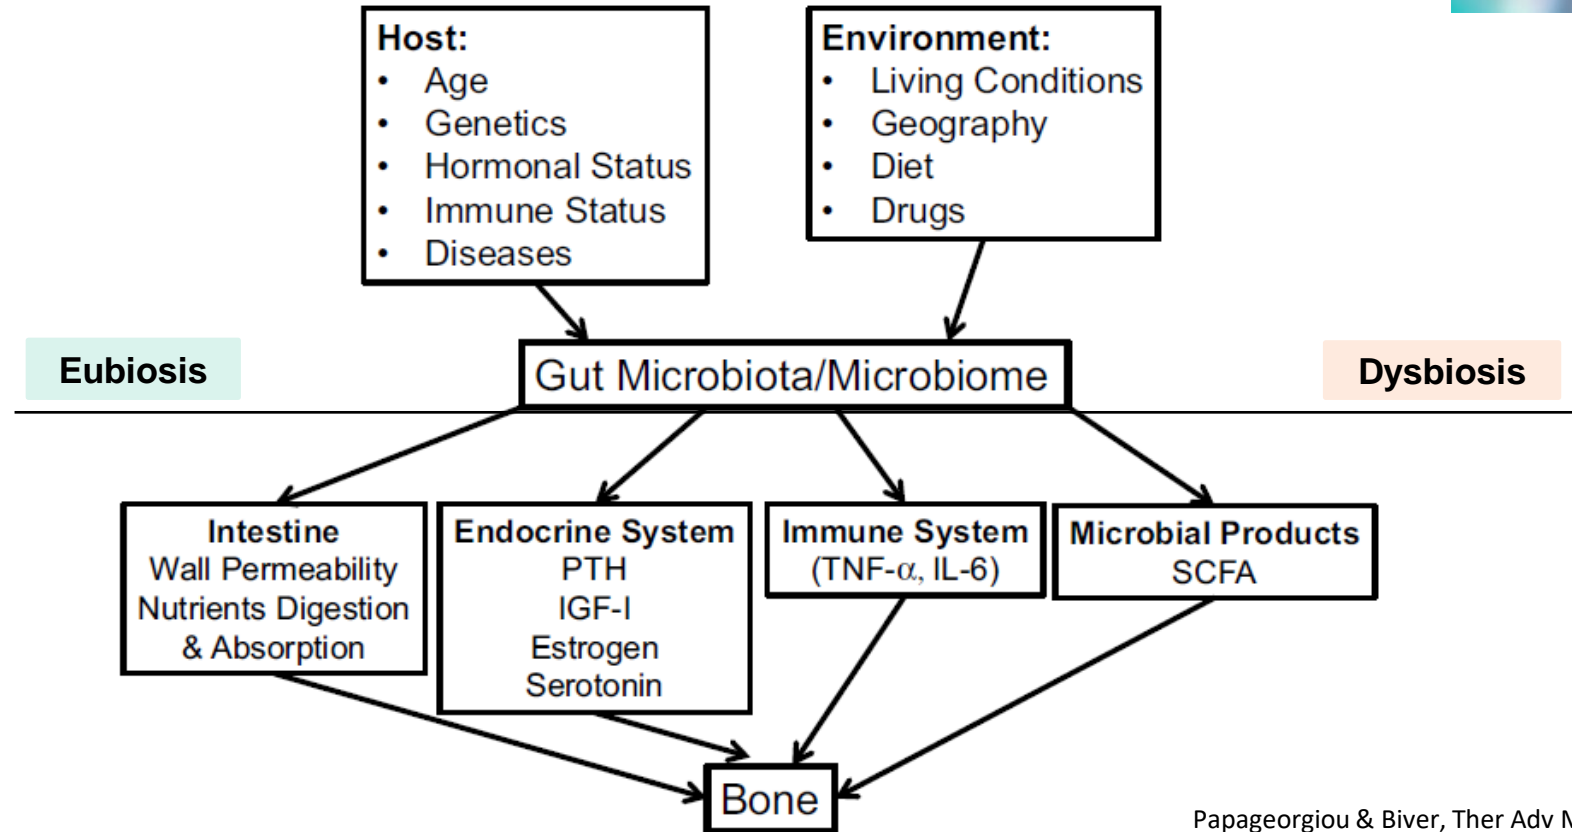 Host:
• Age
• Genetics
• Hormonal Status
• Immune Status
• Diseases
Environment:
• Living Conditions
• Geography
• Diet
• Drugs
Eubiosis
Gut Microbiota/Microbiome
Dysbiosis
Intestine
Wall Permeability
Nutrients Digestion
& Absorption
Endocrine System
PTH
IGF-I
Estrogen
Serotonin
Immune System
(TNF-α, IL-6)
Microbial Products
SCFA
Bone
Papageorgiou & Biver, Ther Adv M